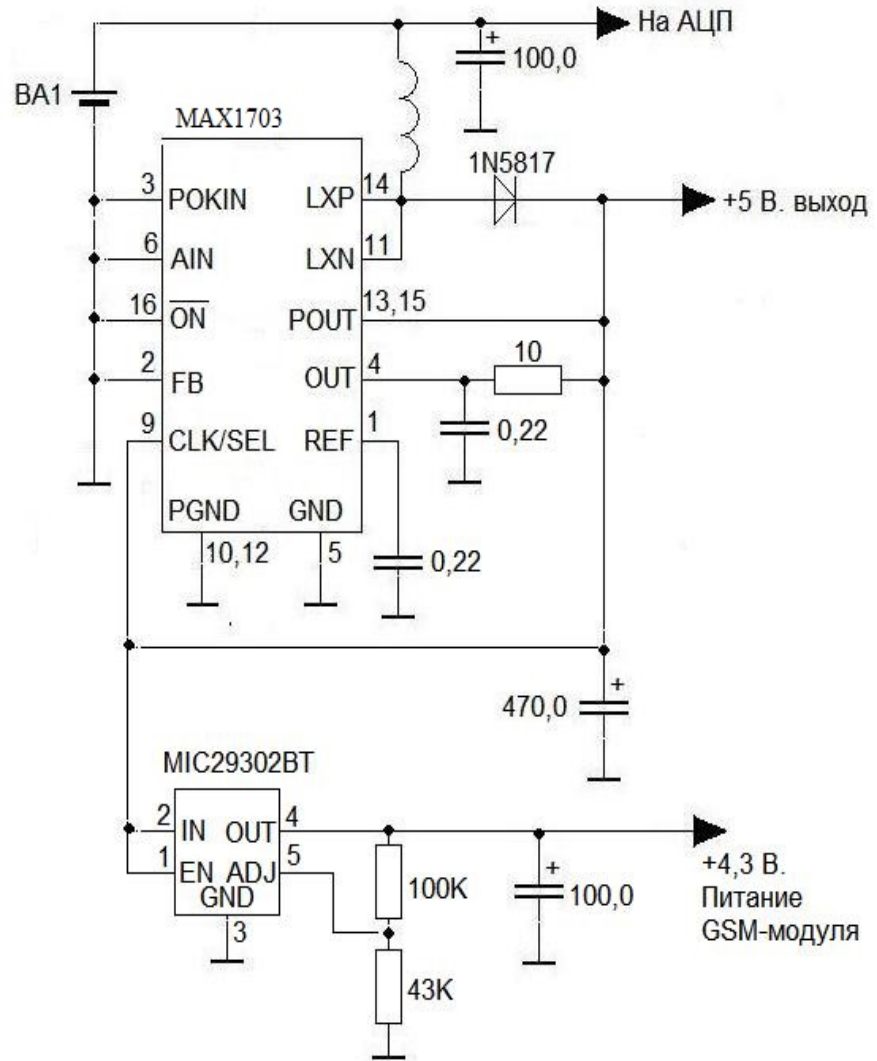 На АЦП
+
100,0
BA1
MAX1703
1N5817
3 POKIN LXP 14
+5 В. выход
6 AIN LXN 11
16 ON POUT 13,15
10
2 FB OUT 4
0,22
9 CLK/SEL REF 1
PGND GND
10,12 5
0,22
+
470,0
MIC29302BT
2 IN OUT 4
1 EN ADJ 5
GND
3
100K
+
100,0
+4,3 В.
Питание
GSM-модуля
43K